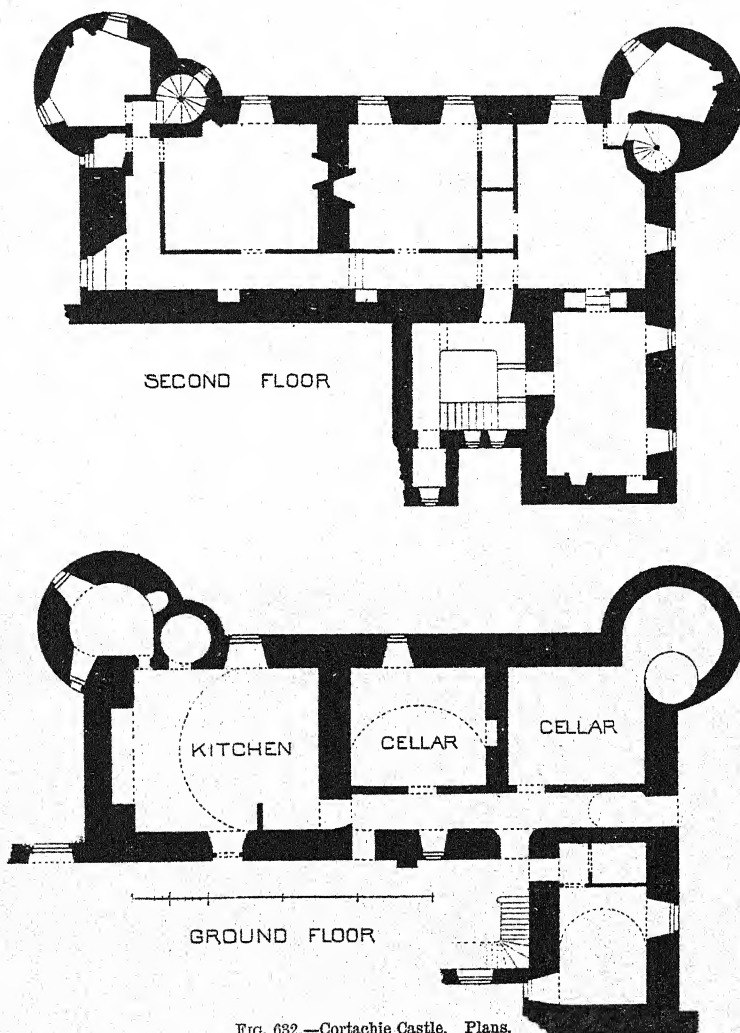 SECOND FLOOR
KITCHEN
CELLAR
CELLAR
GROUND FLOOR
FIG. 632.—Cortachie Castle. Plans.